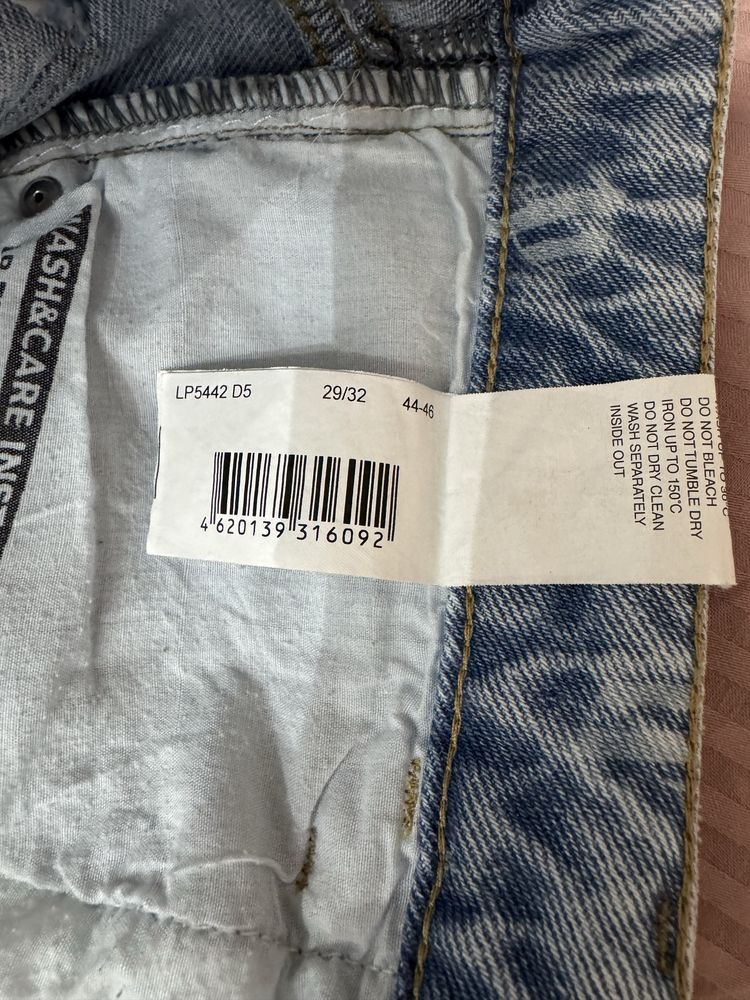 WASH&CARE INST
LP5442 D5 29/32 44-46
4 620139 316092
DO NOT BLEACH
DO NOT TUMBLE DRY
IRON UP TO 150°C
DO NOT DRY CLEAN
WASH SEPARATELY
INSIDE OUT